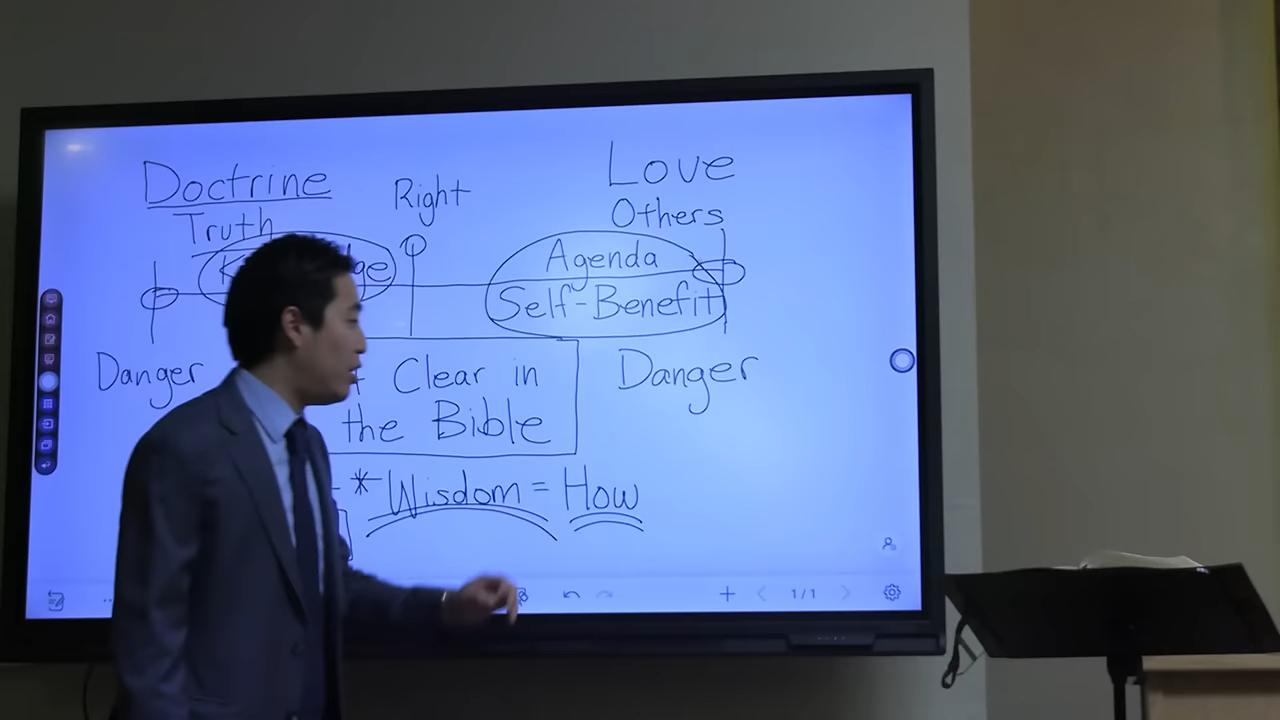 Doctrine
Truth
Right
Love
Others
Agenda
Self-Benefit
Danger
Clear in
the Bible
Danger
* Wisdom = How
1/1